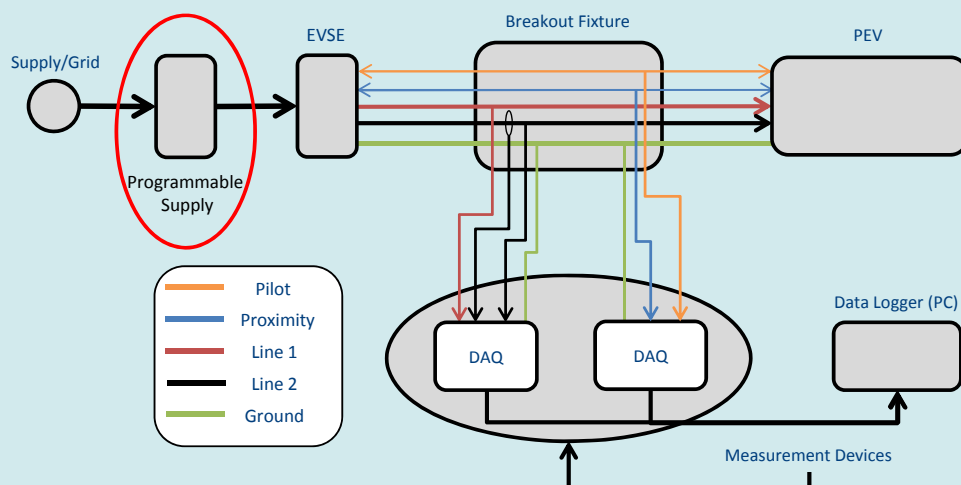 Supply/Grid
EVSE
Breakout Fixture
PEV
Programmable
Supply
Pilot
Proximity
Line 1
Line 2
Ground
DAQ
DAQ
Data Logger (PC)
Measurement Devices